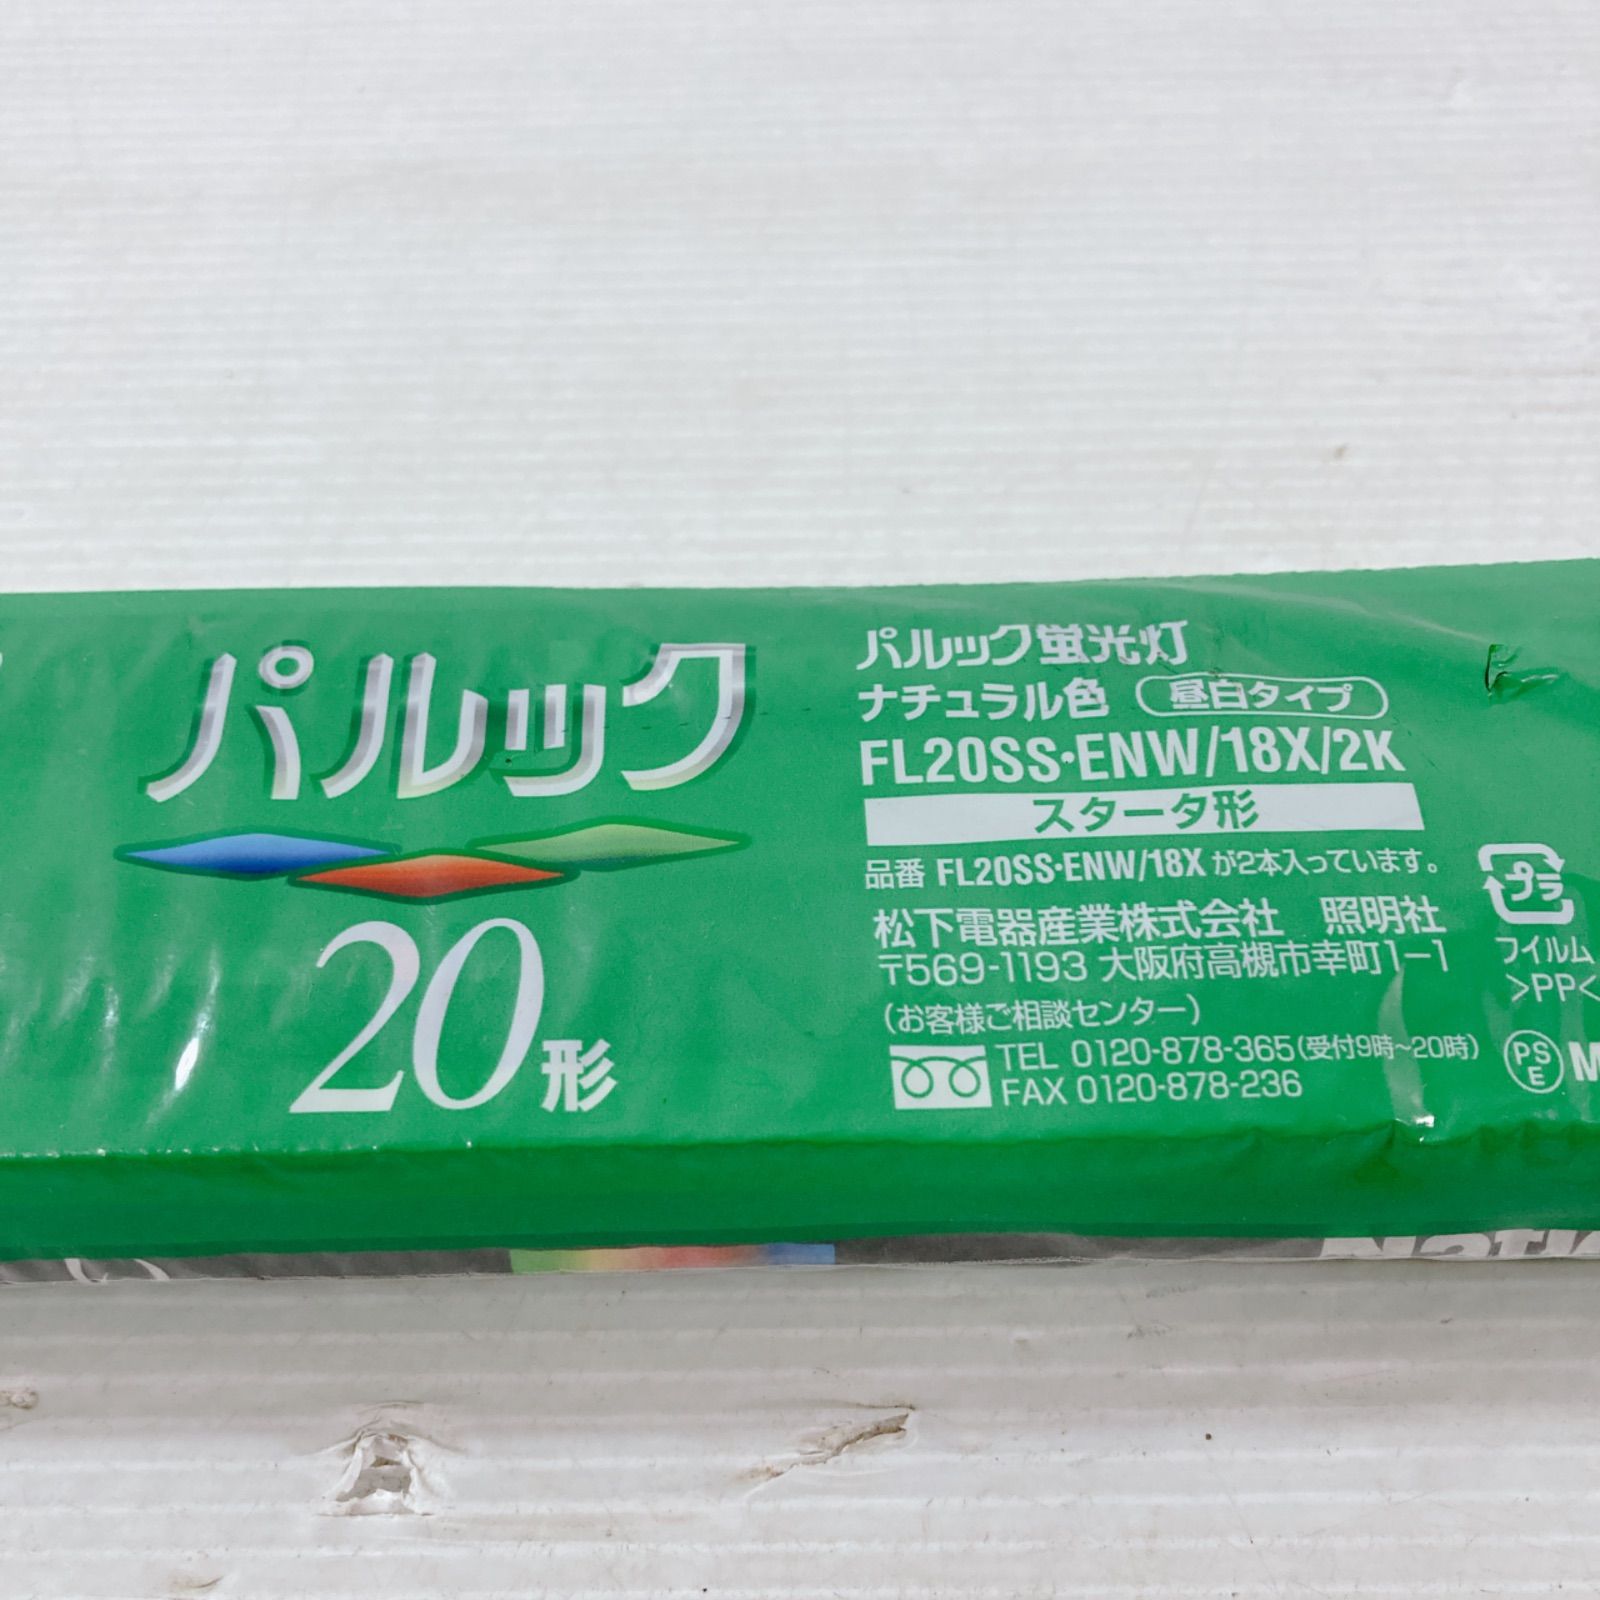 パルック
20形
パルック蛍光灯
ナチュラル色 昼白タイプ
FL20SS・ENW/18X/2K
スタータ形
品番 FL20SS・ENW/18X が2本入っています。
松下電器産業株式会社 照明社
〒569-1193 大阪府高槻市幸町1-1
(お客様ご相談センター)
TEL 0120-878-365(受付9時〜20時)
FAX 0120-878-236
プラ
フイルム
>PP<
PSE M